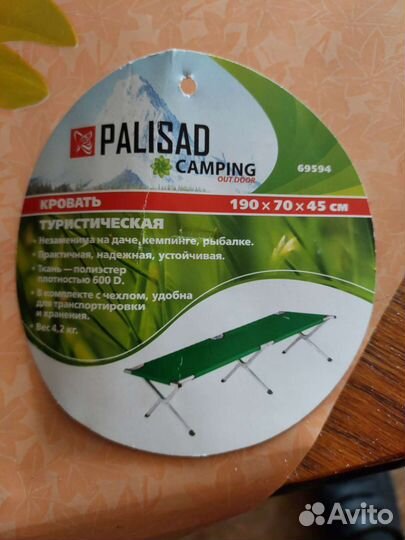 PALISAD
CAMPING
OUTDOOR
69594
КРОВАТЬ
190 × 70 × 45 см
ТУРИСТИЧЕСКАЯ
• Незаменима на даче, кемпинге, рыбалке.
• Практичная, надежная, устойчивая.
• Ткань — полиэстер
плотностью 600 D.
• В комплекте с чехлом, удобна
для транспортировки
и хранения.
• Вес 4,2 кг.
Avito